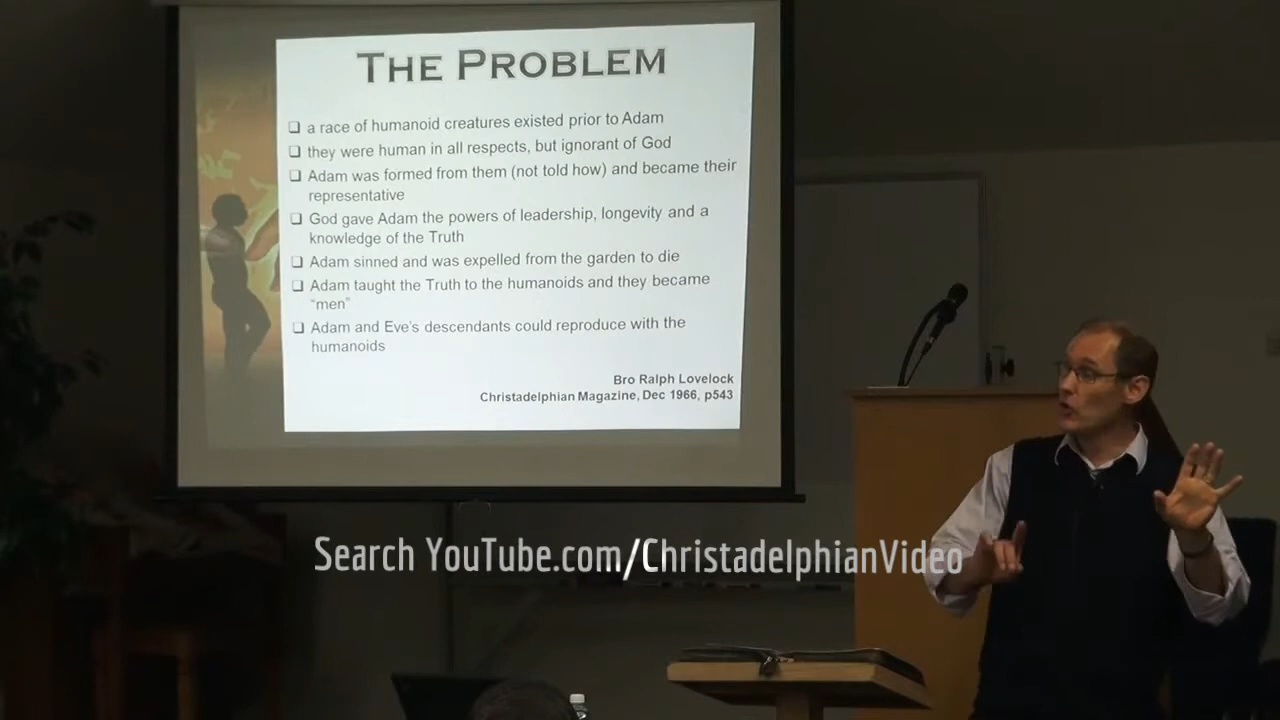 THE PROBLEM
❑ a race of humanoid creatures existed prior to Adam
❑ they were human in all respects, but ignorant of God
❑ Adam was formed from them (not told how) and became their
representative
❑ God gave Adam the powers of leadership, longevity and a
knowledge of the Truth
❑ Adam sinned and was expelled from the garden to die
❑ Adam taught the Truth to the humanoids and they became
“men”
❑ Adam and Eve’s descendants could reproduce with the
humanoids
Bro Ralph Lovelock
Christadelphian Magazine, Dec 1966, p543
Search YouTube.com/ChristadelphianVideo